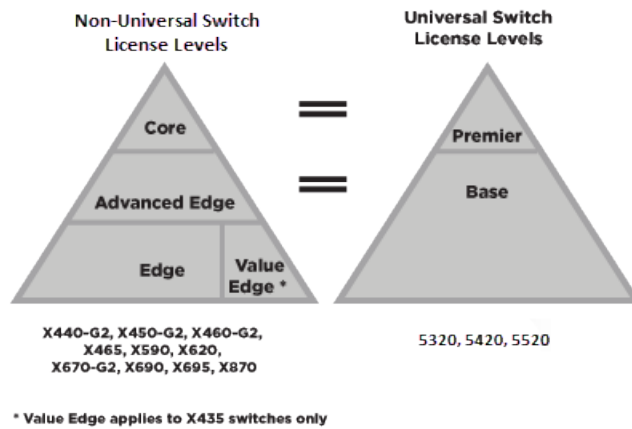 Non-Universal Switch
License Levels
Universal Switch
License Levels
Core
Advanced Edge
Edge
Value
Edge *
=
=
Premier
Base
X440-G2, X450-G2, X460-G2,
X465, X590, X620,
X670-G2, X690, X695, X870
5320, 5420, 5520
* Value Edge applies to X435 switches only